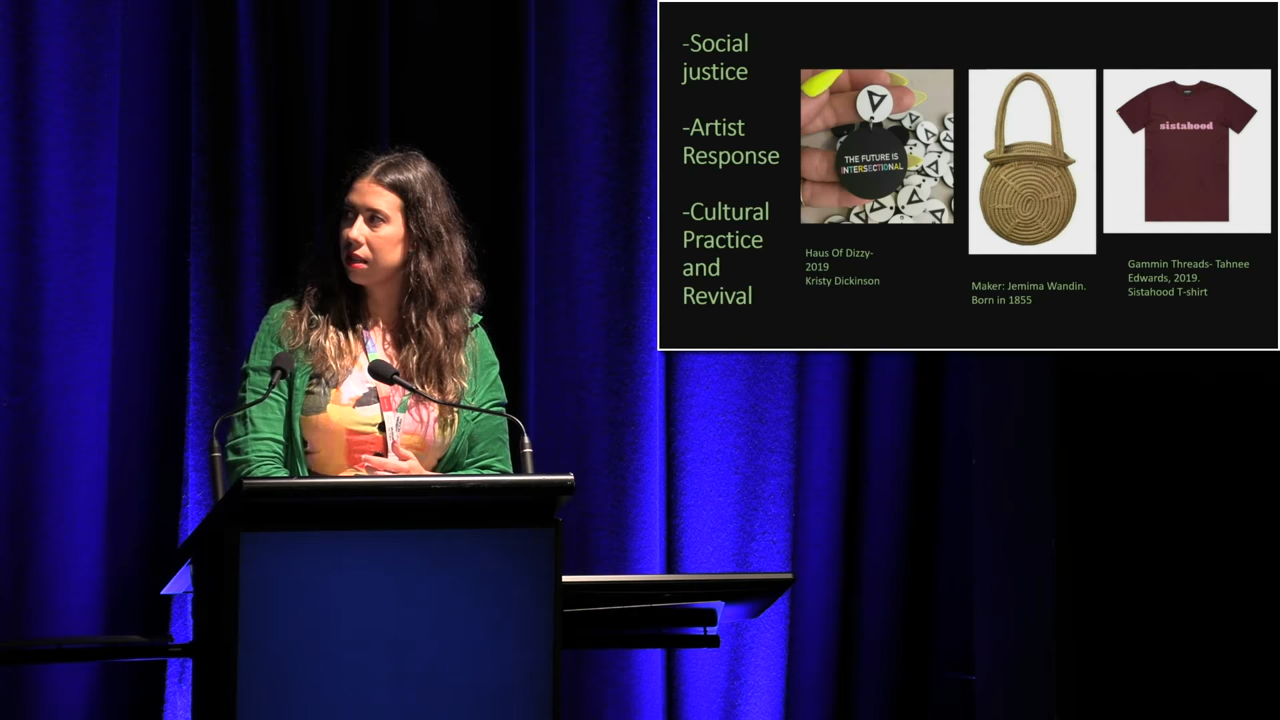 -Social
justice
-Artist
Response
-Cultural
Practice
and
Revival
THE FUTURE IS
INTERSECTIONAL
sistahood
Haus Of Dizzy-
2019
Kristy Dickinson
Maker: Jemima Wandin.
Born in 1855
Gammin Threads- Tahnee
Edwards, 2019.
Sistahood T-shirt